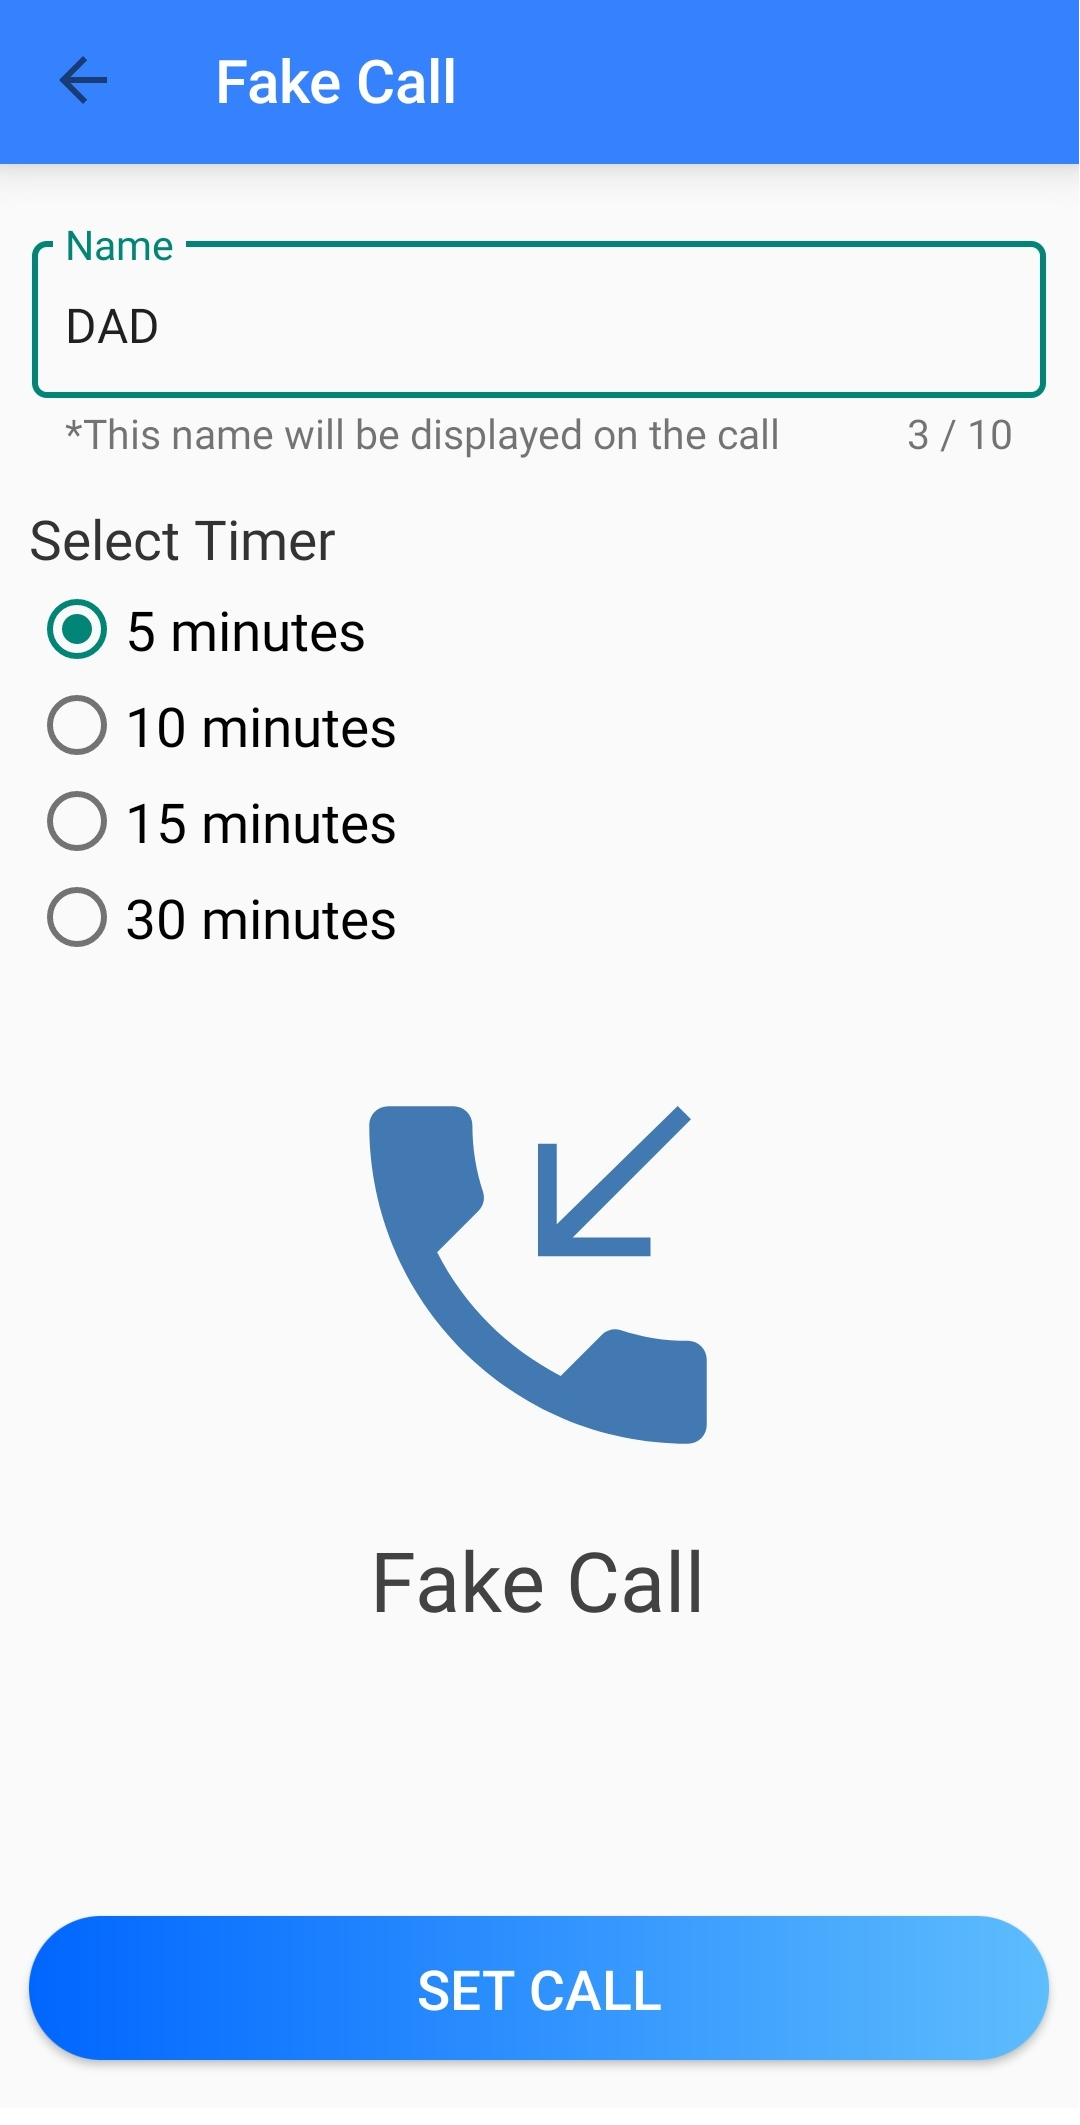 Fake Call
Name
DAD
*This name will be displayed on the call 3 / 10
Select Timer
5 minutes
10 minutes
15 minutes
30 minutes
Fake Call
SET CALL